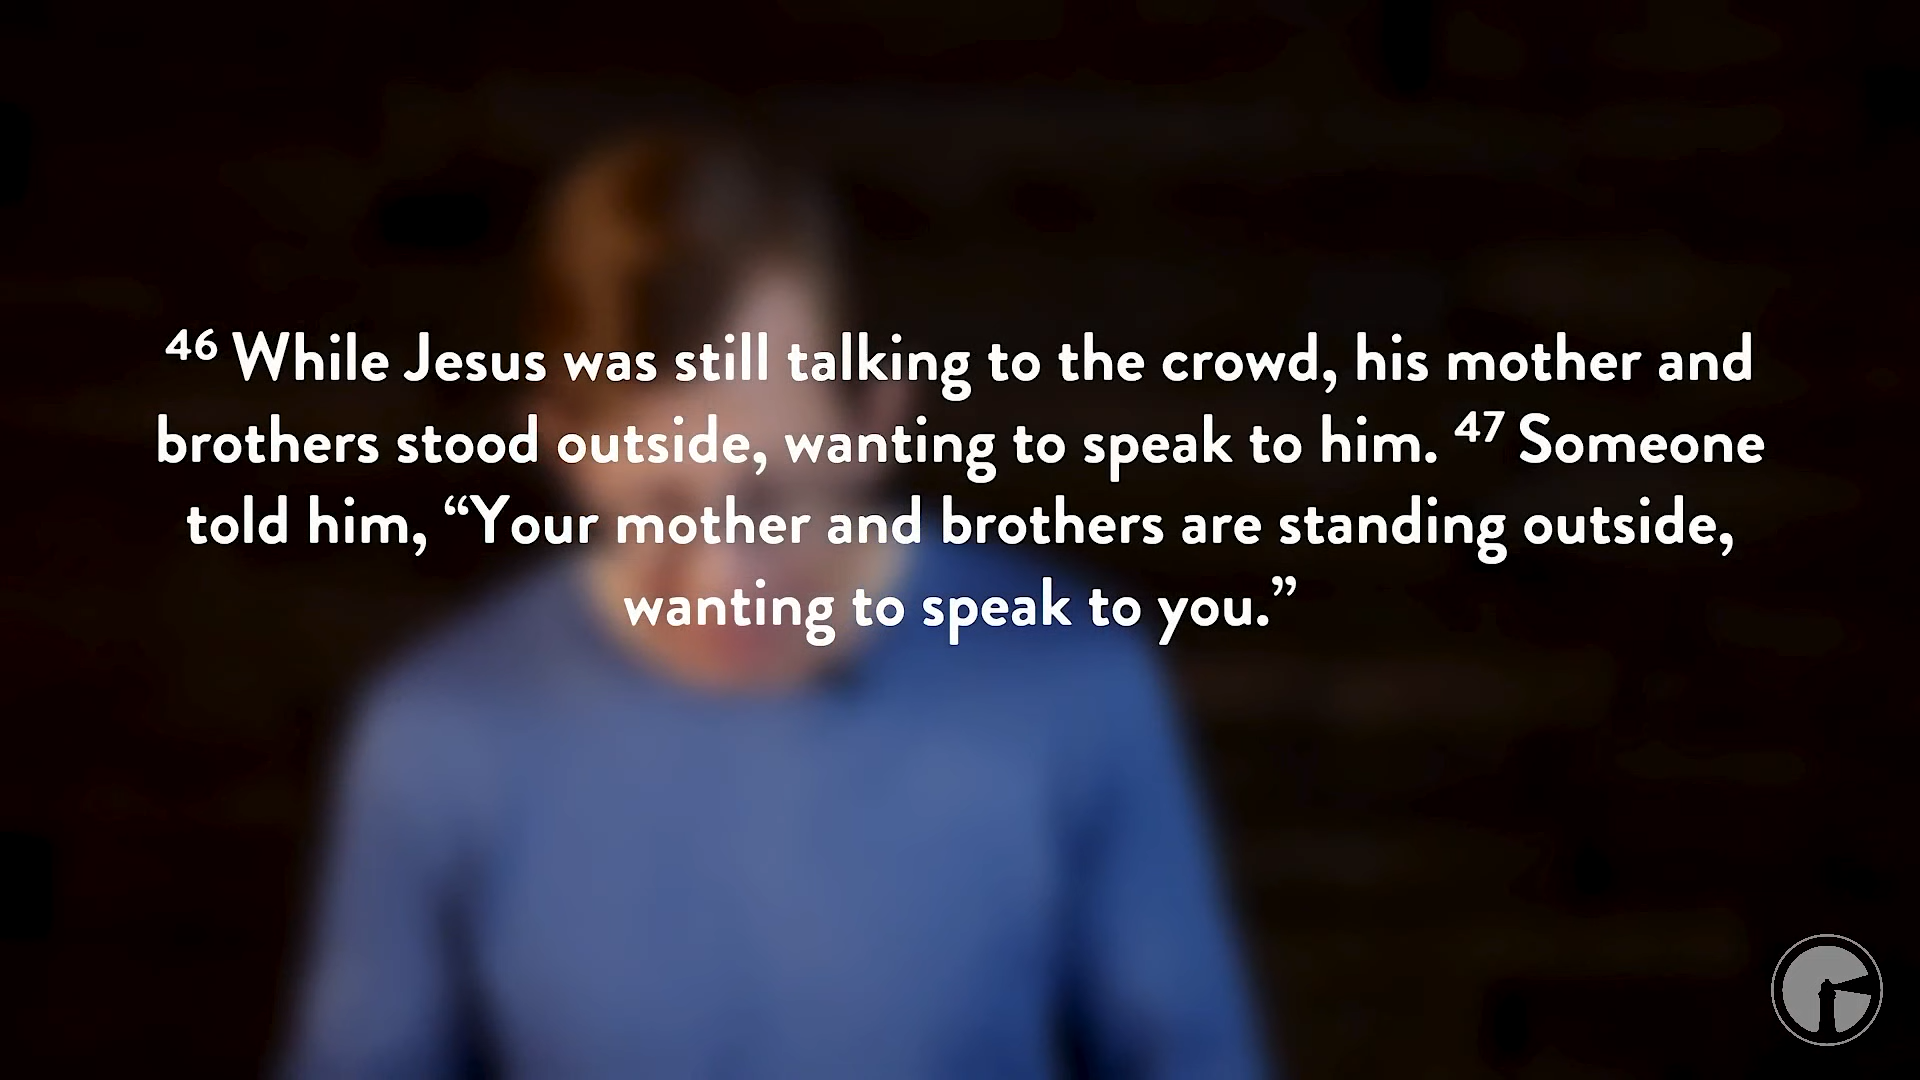 46 While Jesus was still talking to the crowd, his mother and
brothers stood outside, wanting to speak to him. 47 Someone
told him, “Your mother and brothers are standing outside,
wanting to speak to you.”